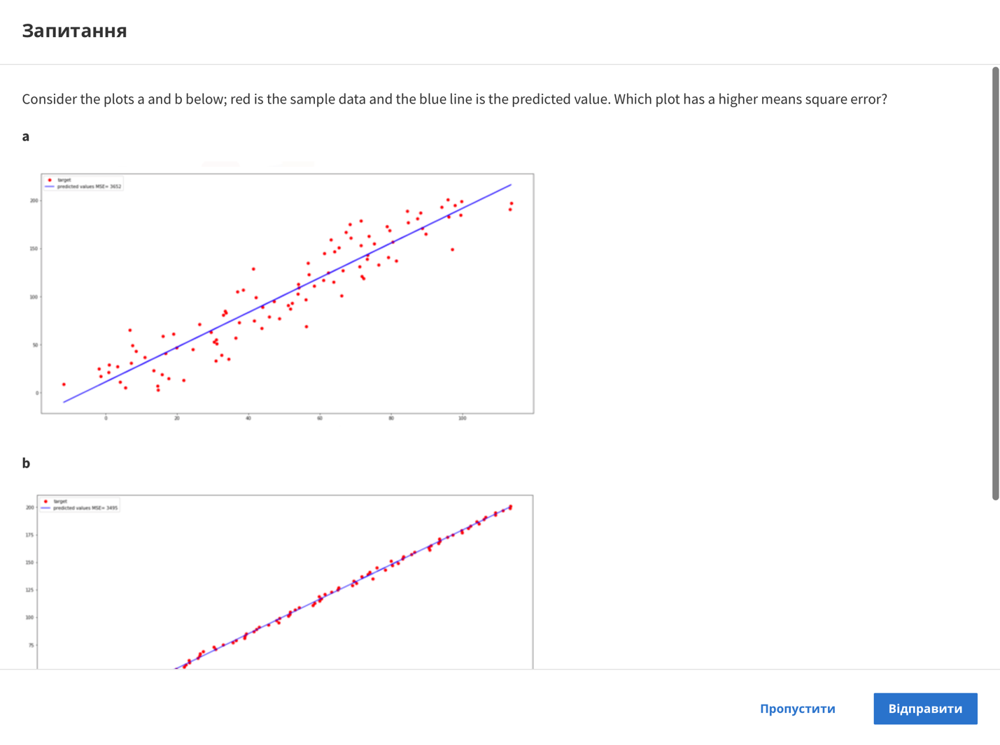 Запитання
Consider the plots a and b below; red is the sample data and the blue line is the predicted value. Which plot has a higher means square error?
a
target
predicted values MSE= 3652
200
150
100
50
0
0 20 40 60 80 100
b
target
predicted values MSE= 3495
200
175
150
125
100
75
Пропустити Відправити